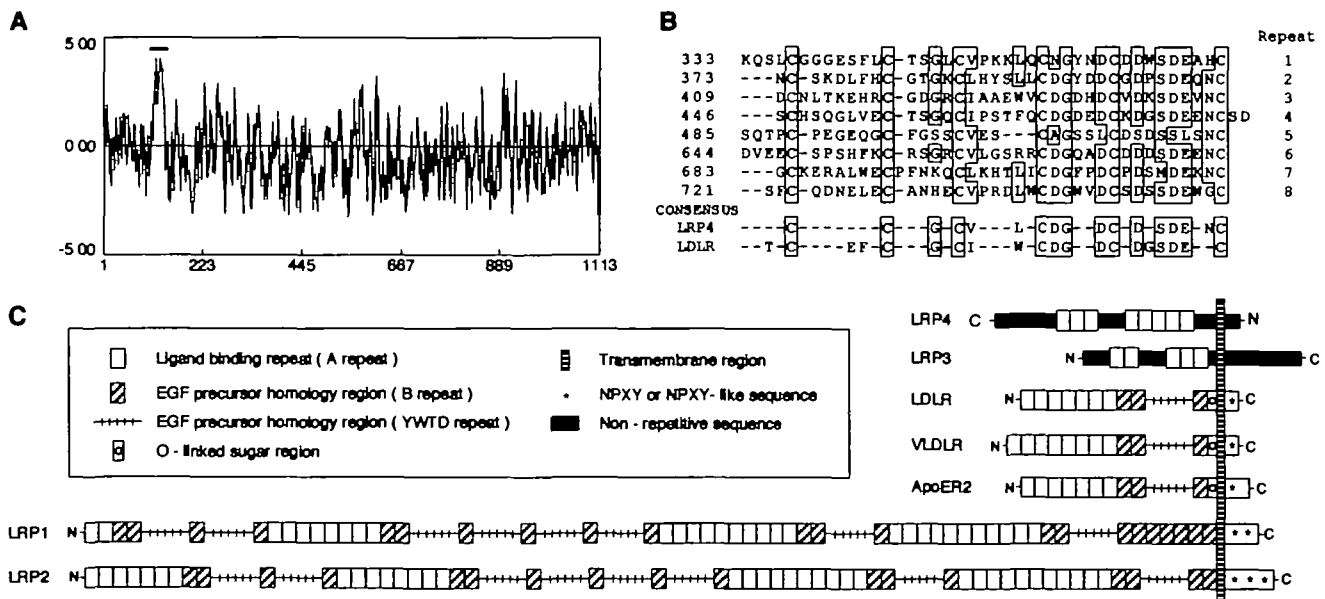 A
5 00
0 00
-5 00
1 223 445 667 889 1113
B
Repeat
333 KQSLCGGGESFLC-TSGLCVPKKLQCNGYNDCDDWSDEAHC 1
373 ---NC-SKDLFHC-GTGKCLHYSLLCDGYDDCGDPSDEQNC 2
409 ---DCNLTKEHRC-GDGRCIAAEWVCDGDHDCVDKSDEVNC 3
446 ---SCHSQGLVEC-TSGQCIPSTFQCDGDEDCKDGSDEENCSD 4
485 SQTPC-PEGEQGC-FGSSCVES---CAGSSLCDSDSSLSNC 5
644 DVEEC-SPSHFKC-RSGRCVLGSRRCDGQADCDDDSDEENC 6
683 ---GCKERALWECPFNKQCLKHTLICDGFPDCPDSMDEKNC 7
721 ---SFC-QDNELEC-ANHECVPRDLWCDGWVDCSDSSDEWGC 8
CONSENSUS
LRP4 ----C-------C---G-CV----L-CDG--DC-D-SDE-NC
LDLR --T-C----EF-C---G-CI----W-CDG--DC-DGSDE--C
C
Ligand binding repeat ( A repeat )
EGF precursor homology region ( B repeat )
EGF precursor homology region ( YWTD repeat )
O - linked sugar region
Transmembrane region
* NPXY or NPXY- like sequence
Non - repetitive sequence
LRP4 C N
LRP3 N C
LDLR N * C
VLDLR N * C
ApoER2 N * C
LRP1 N * * C
LRP2 N * * * C